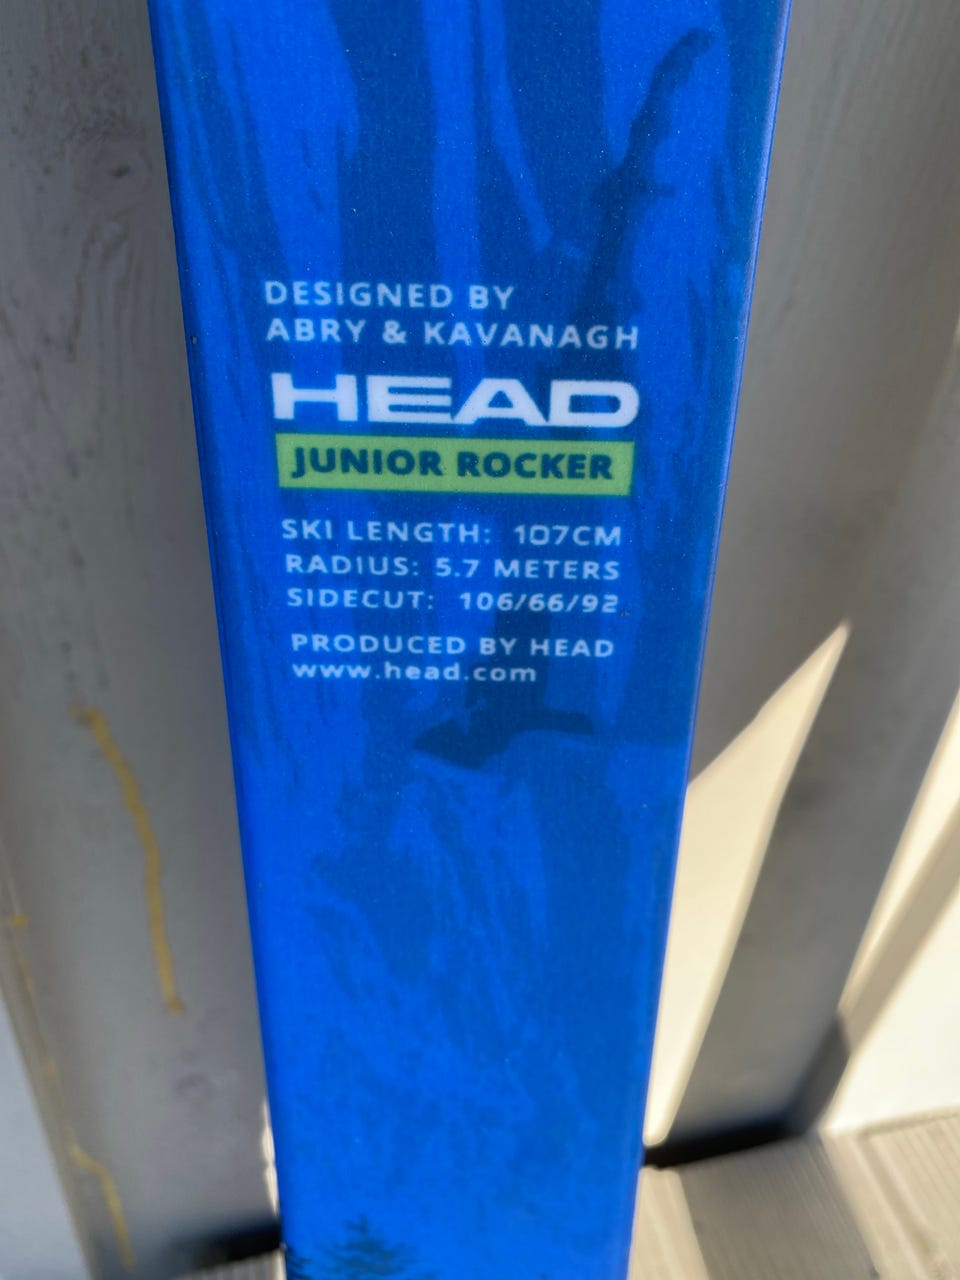 DESIGNED BY
ABRY & KAVANAGH
HEAD
JUNIOR ROCKER
SKI LENGTH: 107CM
RADIUS: 5.7 METERS
SIDECUT: 106/66/92
PRODUCED BY HEAD
www.head.com